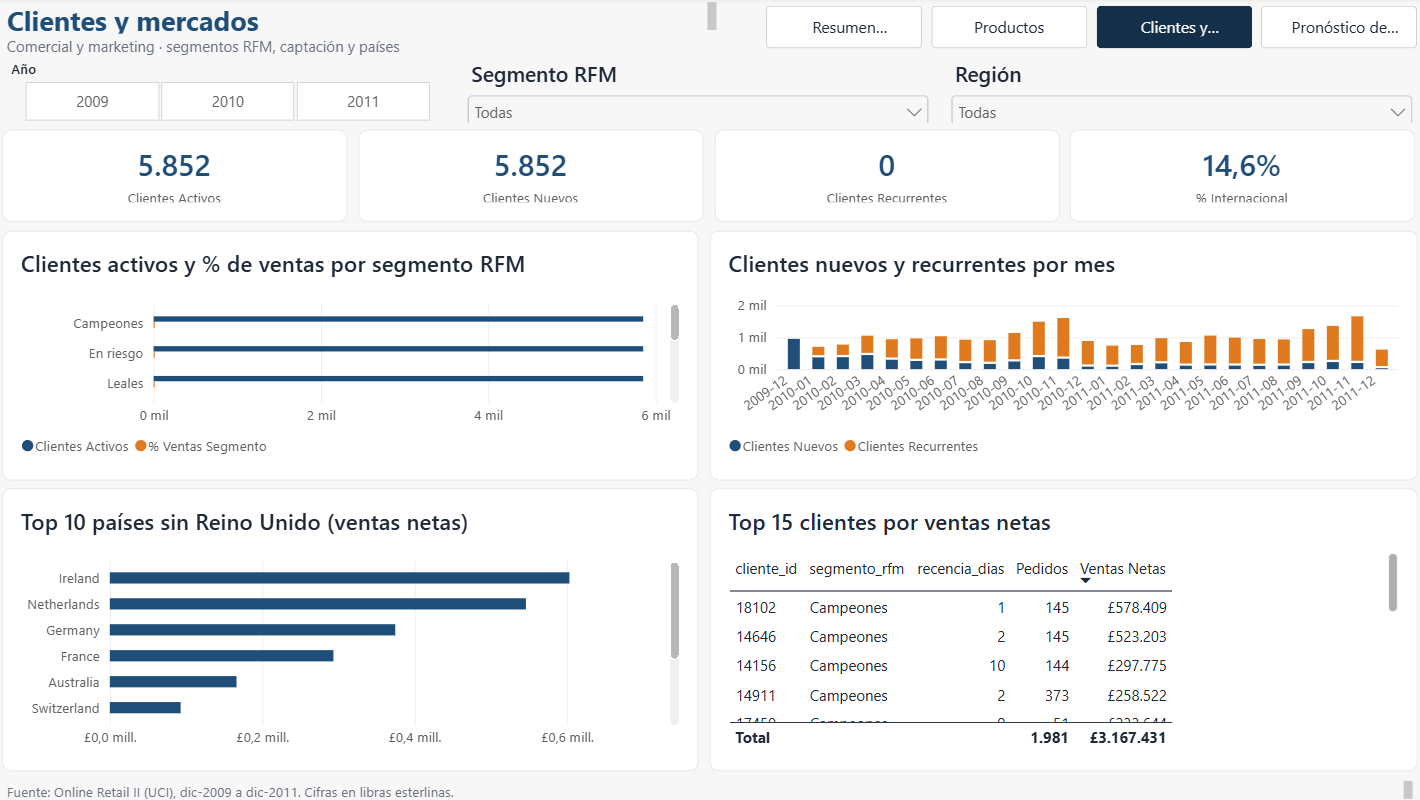 Clientes y mercados
Comercial y marketing · segmentos RFM, captación y países
Resumen...
Productos
Clientes y...
Pronóstico de...
Año
2009
2010
2011
Segmento RFM
Todas
Región
Todas
5.852
Clientes Activos
5.852
Clientes Nuevos
0
Clientes Recurrentes
14,6%
% Internacional
Clientes activos y % de ventas por segmento RFM
Campeones
En riesgo
Leales
0 mil 2 mil 4 mil 6 mil
Clientes Activos % Ventas Segmento
Clientes nuevos y recurrentes por mes
2 mil
1 mil
0 mil
2009-12 2010-01 2010-02 2010-03 2010-04 2010-05 2010-06 2010-07 2010-08 2010-09 2010-10 2010-11 2010-12 2011-01 2011-02 2011-03 2011-04 2011-05 2011-06 2011-07 2011-08 2011-09 2011-10 2011-11 2011-12
Clientes Nuevos Clientes Recurrentes
Top 10 países sin Reino Unido (ventas netas)
Ireland
Netherlands
Germany
France
Australia
Switzerland
£0,0 mill. £0,2 mill. £0,4 mill. £0,6 mill.
Top 15 clientes por ventas netas
cliente_id segmento_rfm recencia_dias Pedidos Ventas Netas
18102 Campeones 1 145 £578.409
14646 Campeones 2 145 £523.203
14156 Campeones 10 144 £297.775
14911 Campeones 2 373 £258.522
Campeones
Total 1.981 £3.167.431
Fuente: Online Retail II (UCI), dic-2009 a dic-2011. Cifras en libras esterlinas.